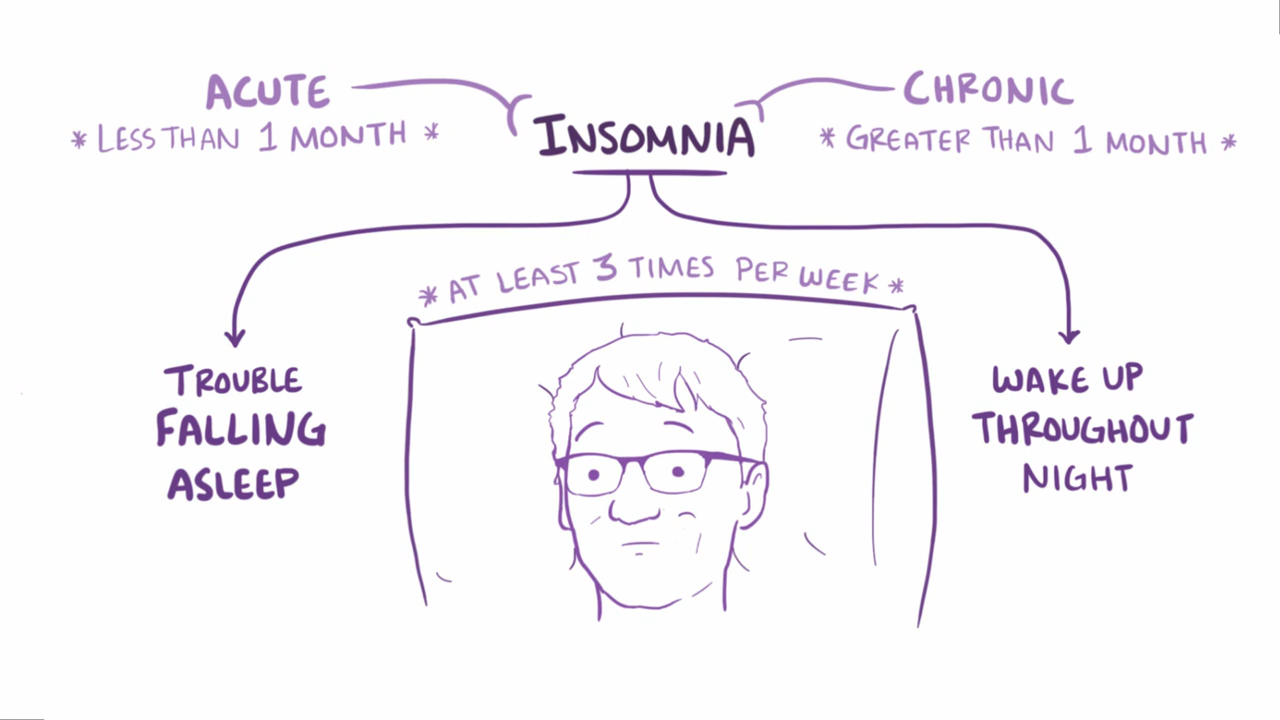 ACUTE
* LESS THAN 1 MONTH *
INSOMNIA
CHRONIC
* GREATER THAN 1 MONTH *
* AT LEAST 3 TIMES PER WEEK *
TROUBLE
FALLING
ASLEEP
WAKE UP
THROUGHOUT
NIGHT